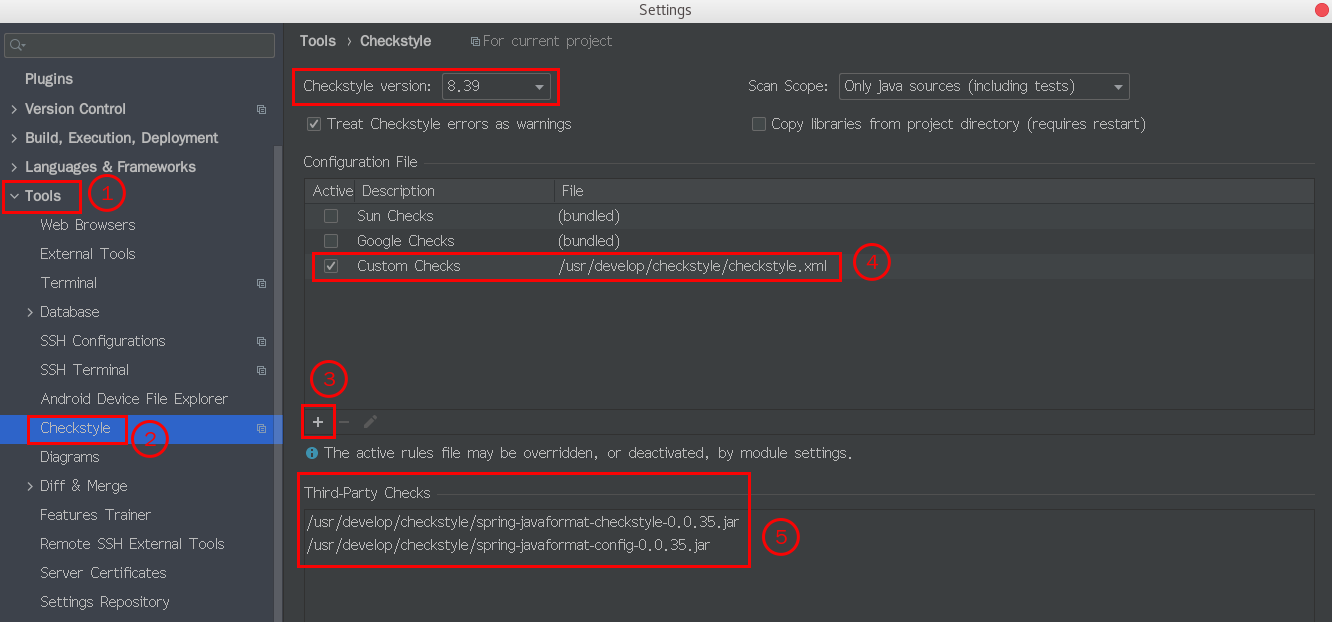 Settings
Plugins
Version Control
Build, Execution, Deployment
Languages & Frameworks
Tools
1
Web Browsers
External Tools
Terminal
Database
SSH Configurations
SSH Terminal
Android Device File Explorer
Checkstyle
2
Diagrams
Diff & Merge
Features Trainer
Remote SSH External Tools
Server Certificates
Settings Repository
Tools › Checkstyle For current project
Checkstyle version: 8.39 Scan Scope: Only Java sources (including tests)
Treat Checkstyle errors as warnings Copy libraries from project directory (requires restart)
Configuration File
Active Description File
Sun Checks (bundled)
Google Checks (bundled)
Custom Checks /usr/develop/checkstyle/checkstyle.xml 4
3
The active rules file may be overridden, or deactivated, by module settings.
Third-Party Checks
/usr/develop/checkstyle/spring-javaformat-checkstyle-0.0.35.jar
/usr/develop/checkstyle/spring-javaformat-config-0.0.35.jar
5